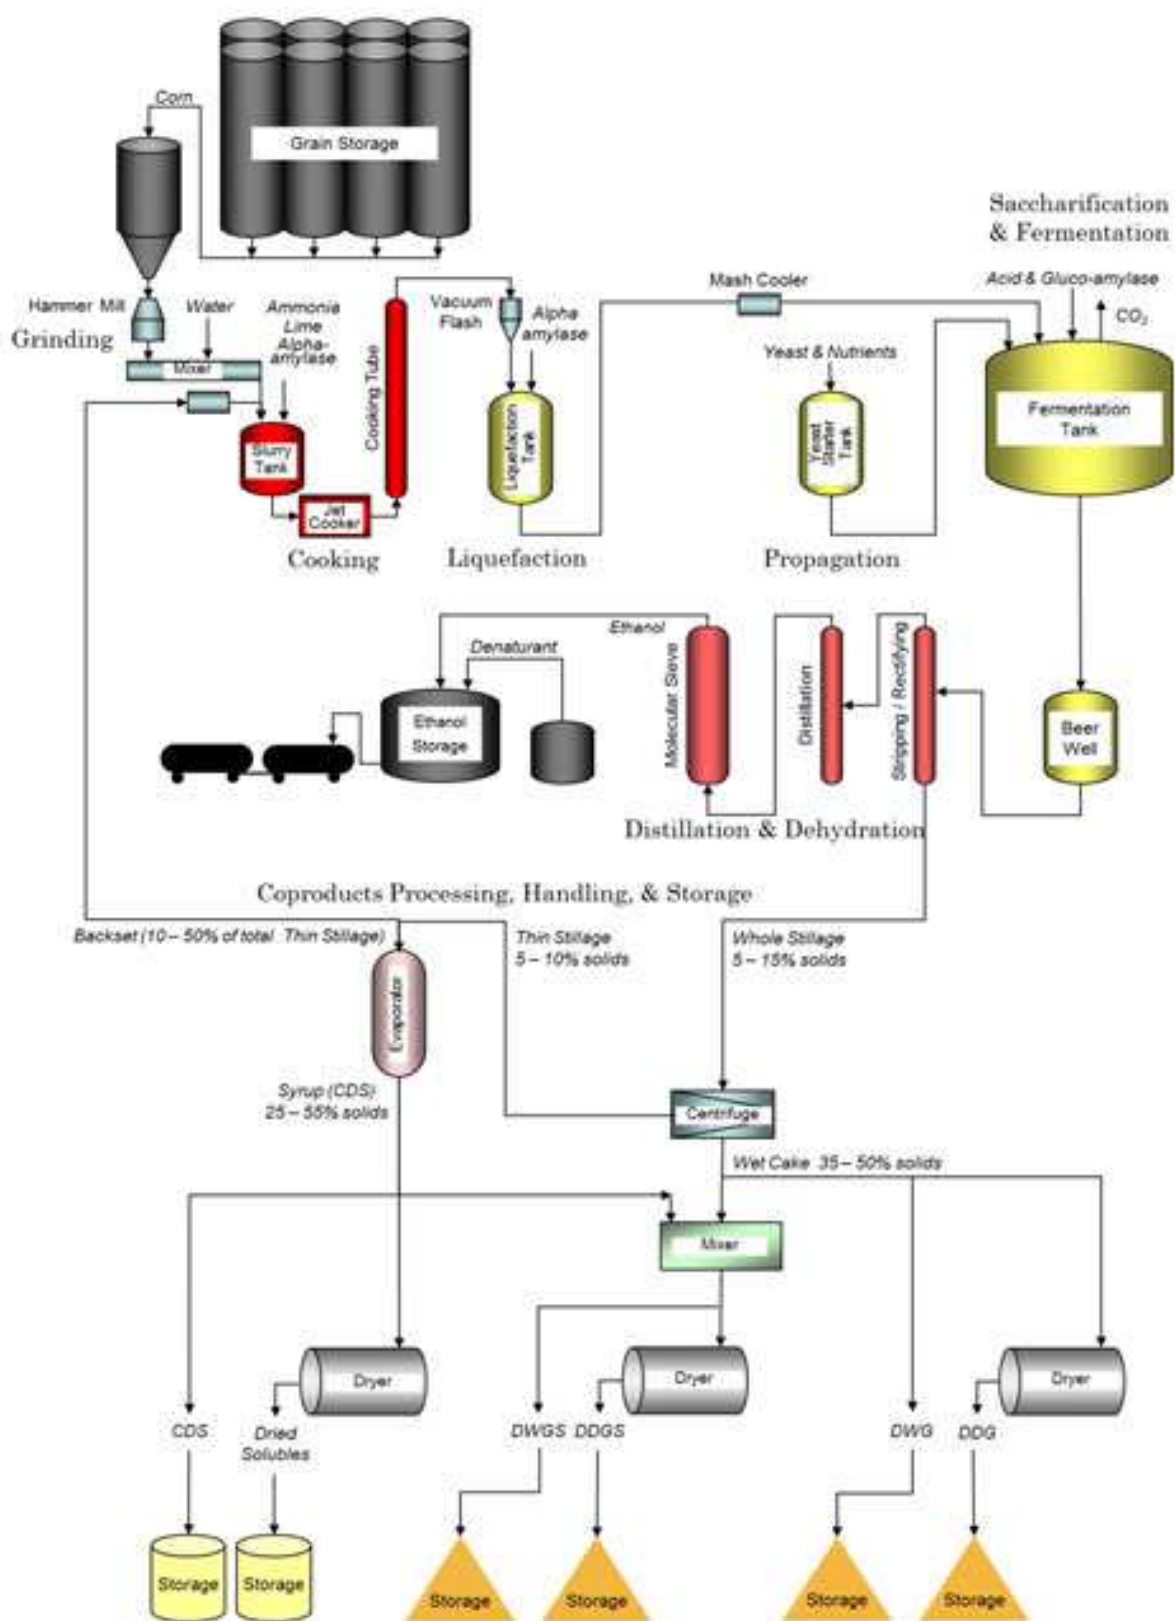 Corn
Grain Storage
Saccharification
& Fermentation
Acid & Gluco-amylase
CO2
Hammer Mill
Grinding
Water
Ammonia
Lime
Alpha-
amylase
Mixer
Cooking Tube
Vacuum
Flash
Alpha
amylase
Mash Cooler
Yeast & Nutrients
Slurry
Tank
Jet
Cooker
Liquefaction
Tank
Yeast
Starter
Tank
Fermentation
Tank
Cooking
Liquefaction
Propagation
Ethanol
Denaturant
Ethanol
Storage
Molecular Sieve
Distillation
Stripping / Rectifying
Beer
Well
Distillation & Dehydration
Coproducts Processing, Handling, & Storage
Backset (10 – 50% of total Thin Stillage)
Thin Stillage
5 – 10% solids
Whole Stillage
5 – 15% solids
Evaporator
Syrup (CDS)
25 – 55% solids
Centrifuge
Wet Cake 35 – 50% solids
Mixer
Dryer
Dryer
Dryer
CDS
Dried
Solubles
DWGS
DDGS
DWG
DDG
Storage
Storage
Storage
Storage
Storage
Storage